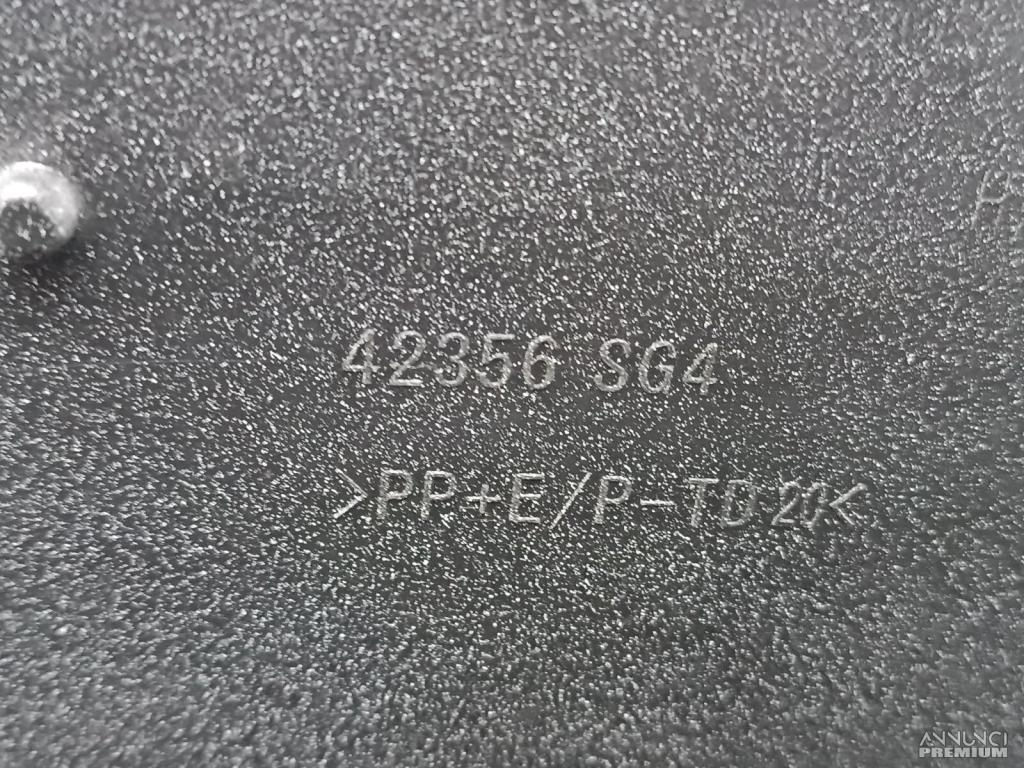 42356 SG4
>PP+E/P-TD20<
ANNUNCI
PREMIUM